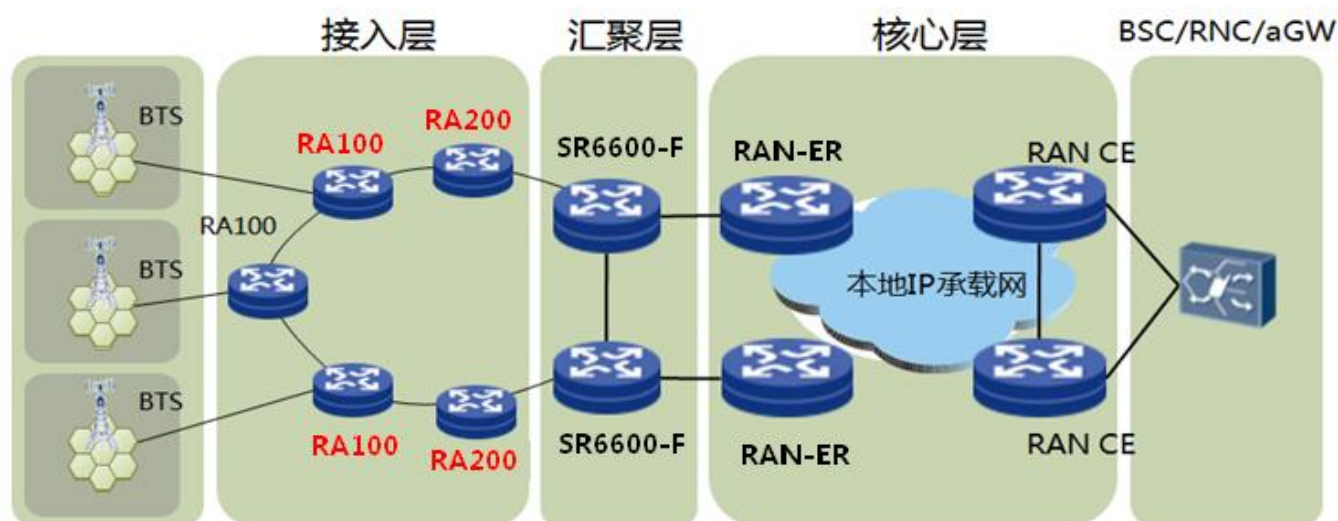 接入层
汇聚层
核心层
BSC/RNC/aGW
BTS
RA100
RA200
SR6600-F
RAN-ER
RAN CE
RA100
BTS
本地IP承载网
BTS
RA100
RA200
SR6600-F
RAN-ER
RAN CE